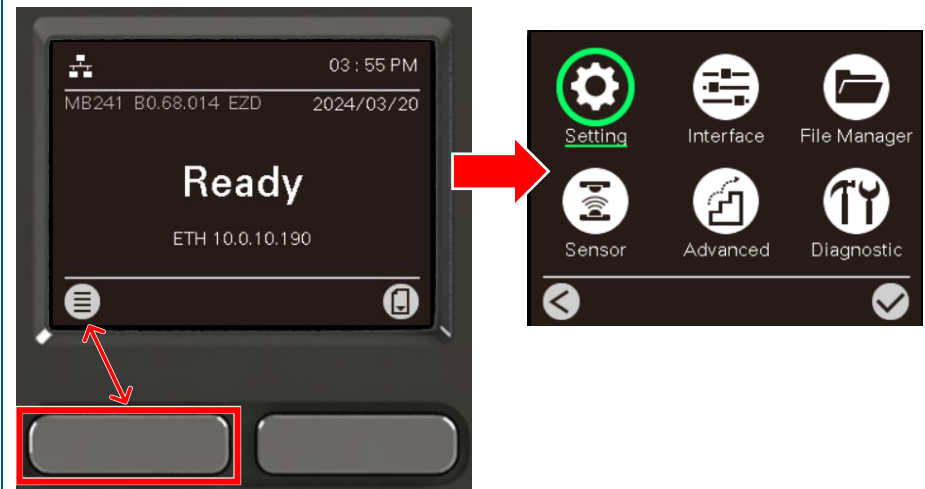 03 : 55 PM
MB241 B0.68.014 EZD 2024/03/20
Ready
ETH 10.0.10.190
Setting Interface File Manager
Sensor Advanced Diagnostic